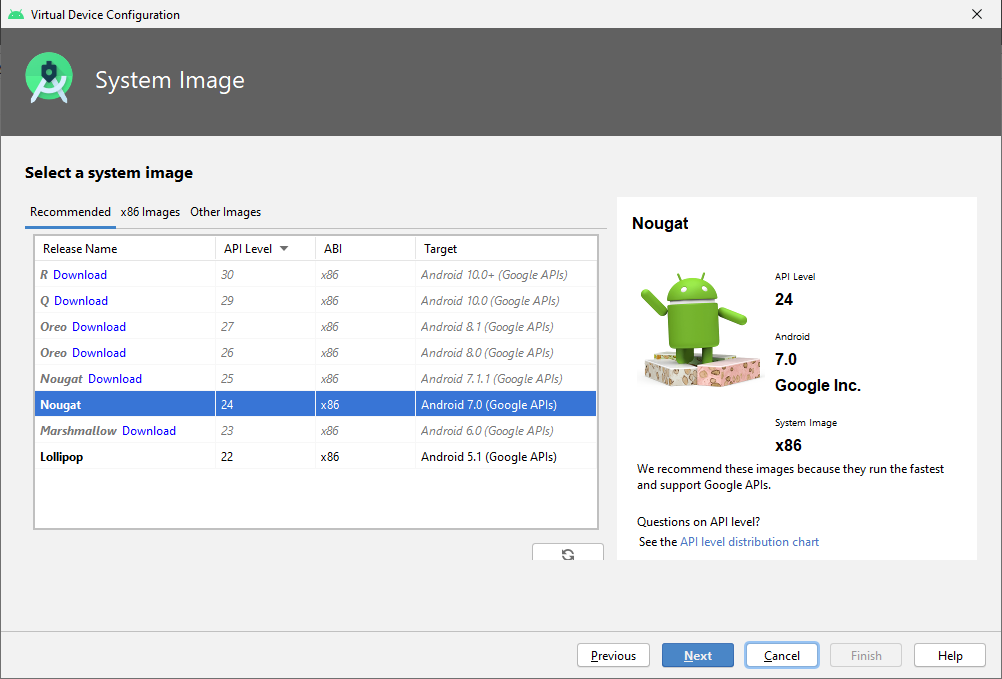 Virtual Device Configuration
System Image
Select a system image
Recommended x86 Images Other Images
Release Name API Level ABI Target
R Download 30 x86 Android 10.0+ (Google APIs)
Q Download 29 x86 Android 10.0 (Google APIs)
Oreo Download 27 x86 Android 8.1 (Google APIs)
Oreo Download 26 x86 Android 8.0 (Google APIs)
Nougat Download 25 x86 Android 7.1.1 (Google APIs)
Nougat 24 x86 Android 7.0 (Google APIs)
Marshmallow Download 23 x86 Android 6.0 (Google APIs)
Lollipop 22 x86 Android 5.1 (Google APIs)
Nougat
API Level
24
Android
7.0
Google Inc.
System Image
x86
We recommend these images because they run the fastest
and support Google APIs.
Questions on API level?
See the API level distribution chart
Previous Next Cancel Finish Help